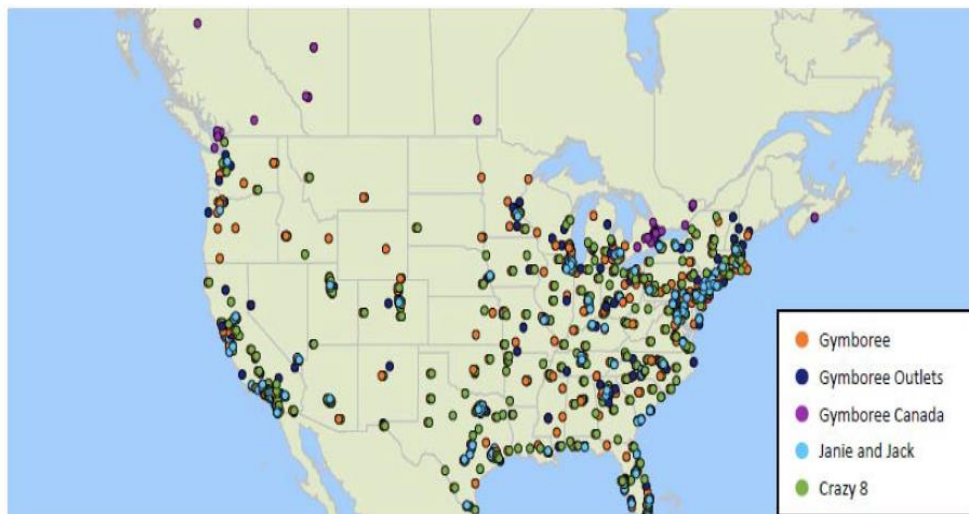 Gymboree
Gymboree Outlets
Gymboree Canada
Janie and Jack
Crazy 8